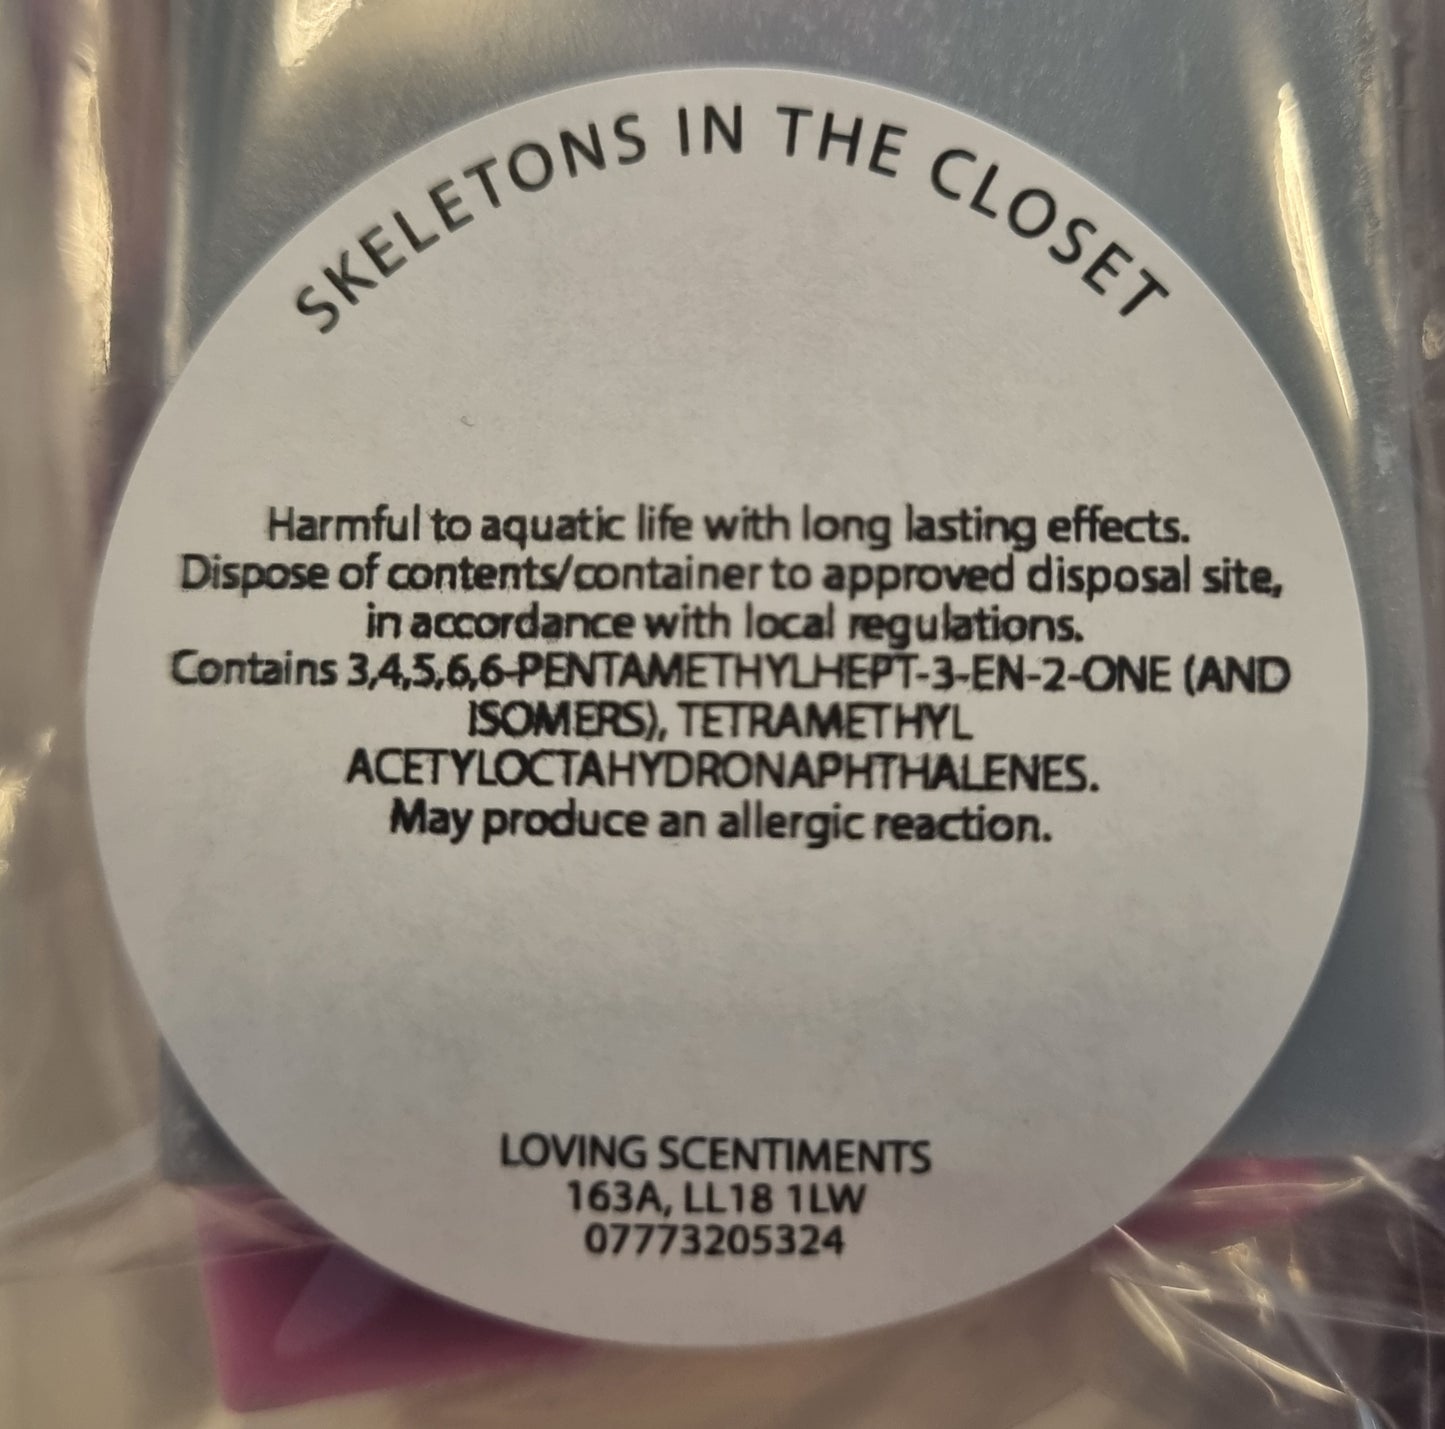 SKELETONS IN THE CLOSET
Harmful to aquatic life with long lasting effects.
Dispose of contents/container to approved disposal site,
in accordance with local regulations.
Contains 3,4,5,6,6-PENTAMETHYLHEPT-3-EN-2-ONE (AND
ISOMERS), TETRAMETHYL
ACETYLOCTAHYDRONAPHTHALENES.
May produce an allergic reaction.
LOVING SCENTIMENTS
163A, LL18 1LW
07773205324